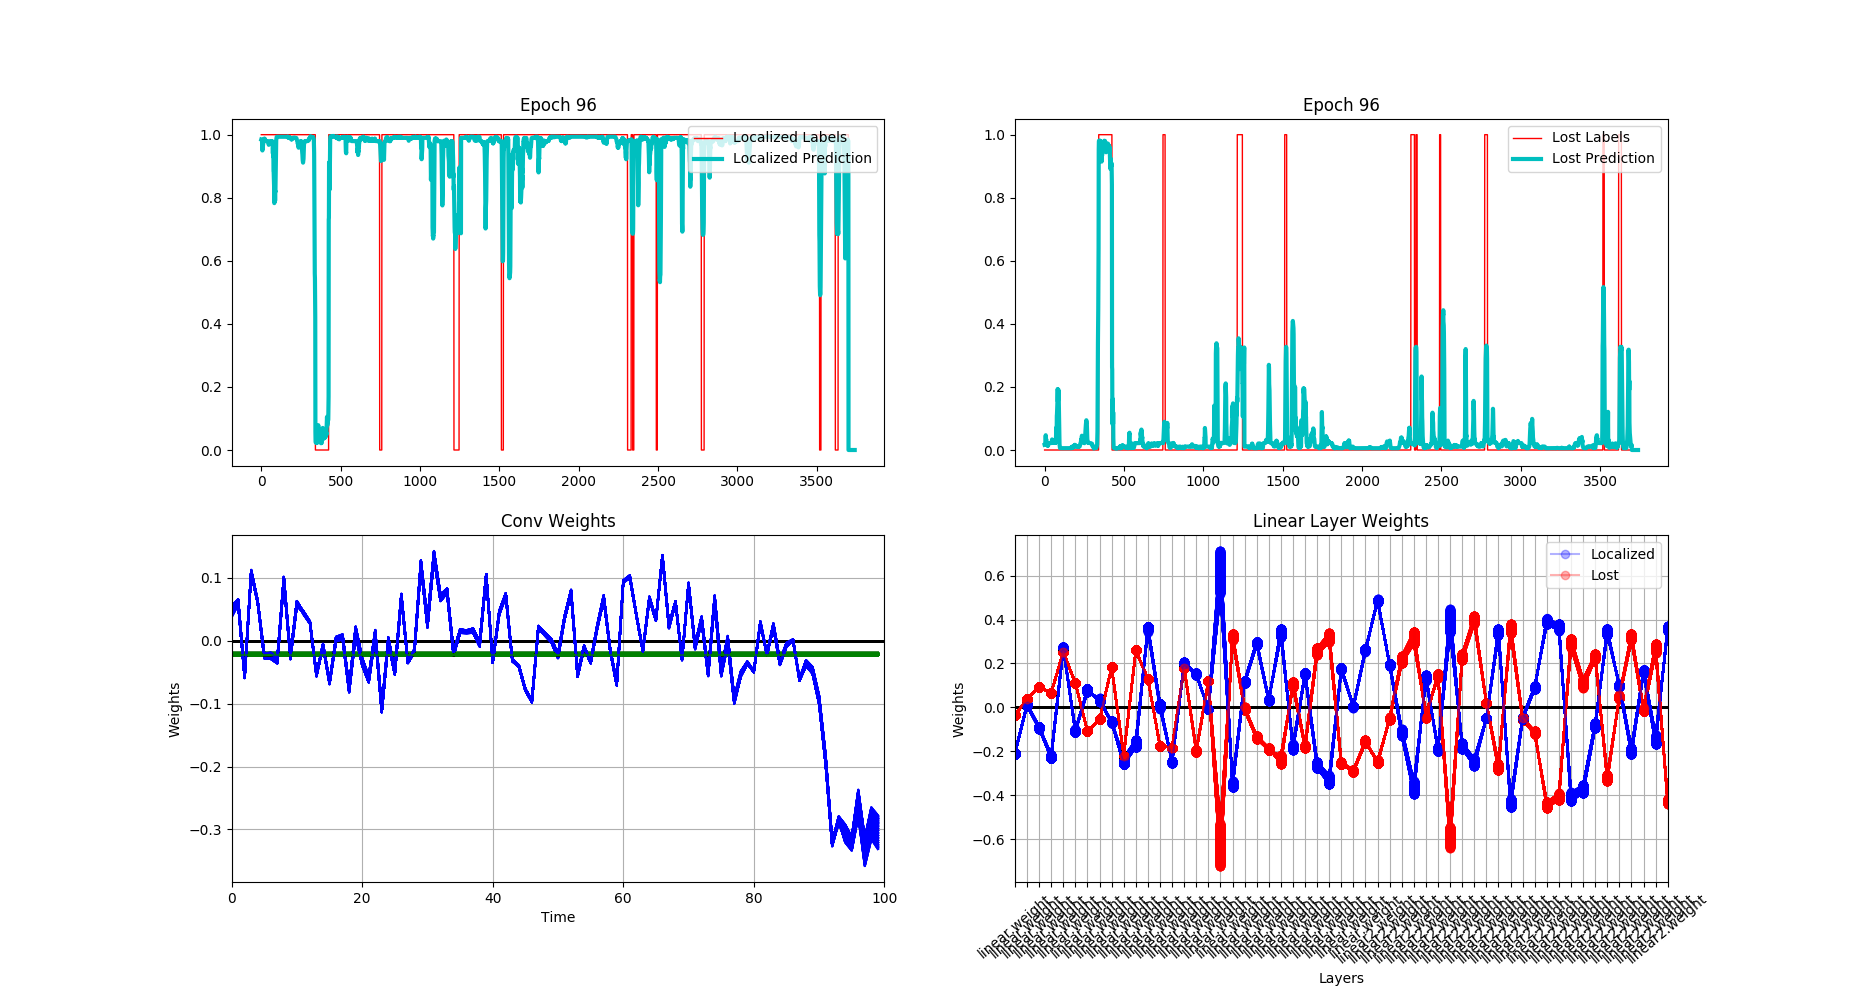 Epoch 96
1.0
0.8
0.6
0.4
0.2
0.0
Localized Labels
Localized Prediction
0 500 1000 1500 2000 2500 3000 3500
Epoch 96
1.0
0.8
0.6
0.4
0.2
0.0
Lost Labels
Lost Prediction
0 500 1000 1500 2000 2500 3000 3500
Conv Weights
Weights
0.1
0.0
−0.1
−0.2
−0.3
0 20 40 60 80 100
Time
Linear Layer Weights
Weights
0.6
0.4
0.2
0.0
−0.2
−0.4
−0.6
Localized
Lost
linear.weight
linear2.weight
Layers